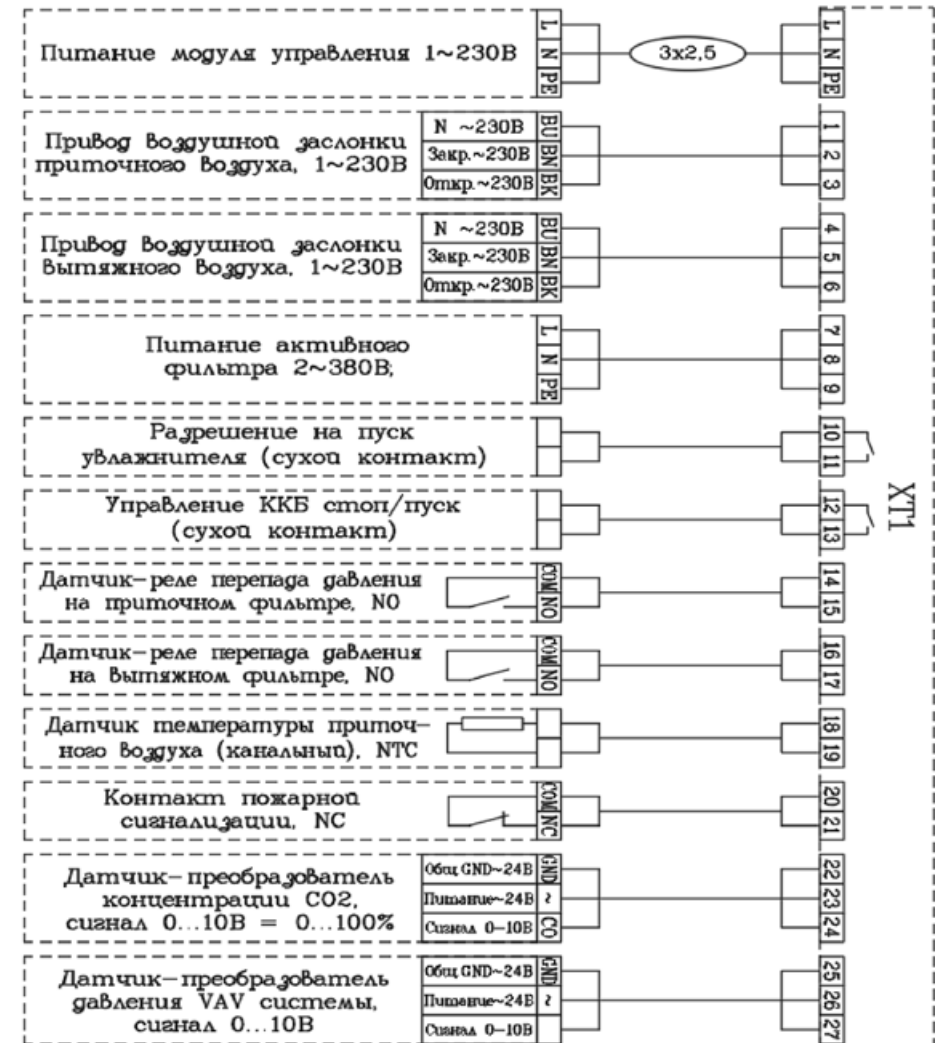 Питание модуля управления 1~230В
L
N
PE
3х2,5
L
N
PE
Привод воздушной заслонки
приточного воздуха, 1~230В
N ~230В
Закр.~230В
Откр.~230В
BU
BN
BK
1
2
3
Привод воздушной заслонки
вытяжного воздуха, 1~230В
N ~230В
Закр.~230В
Откр.~230В
BU
BN
BK
4
5
6
Питание активного
фильтра 2~380В;
L
N
PE
7
8
9
Разрешение на пуск
увлажнителя (сухой контакт)
10
11
Управление ККБ стоп/пуск
(сухой контакт)
12
13
XT1
Датчик-реле перепада давления
на приточном фильтре, NO
COM
NO
14
15
Датчик-реле перепада давления
на вытяжном фильтре, NO
COM
NO
16
17
Датчик температуры приточ-
ного воздуха (канальный), NTC
18
19
Контакт пожарной
сигнализации, NC
COM
NC
20
21
Датчик-преобразователь
концентрации СО2,
сигнал 0...10В = 0...100%
Общ GND~24В
Питание~24В
Сигнал 0-10В
GND
~
CO
22
23
24
Датчик-преобразователь
давления VAV системы,
сигнал 0...10В
Общ GND~24В
Питание~24В
Сигнал 0-10В
GND
~
25
26
27